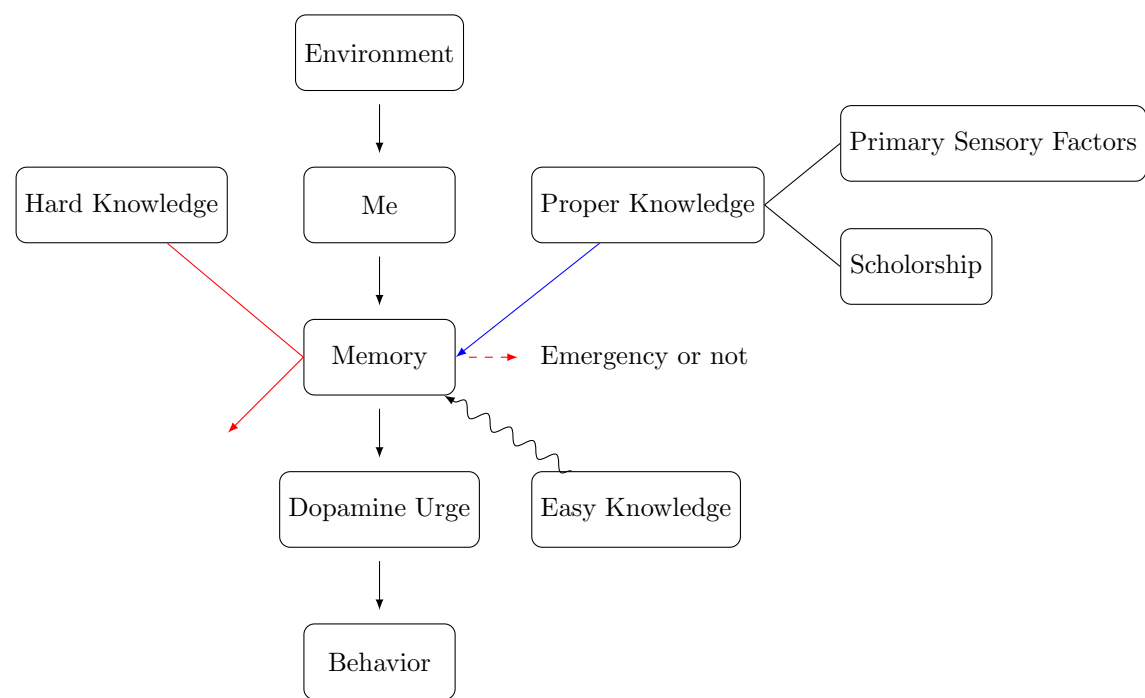 Environment
Primary Sensory Factors
Hard Knowledge
Me
Proper Knowledge
Scholorship
Memory
Emergency or not
Dopamine Urge
Easy Knowledge
Behavior